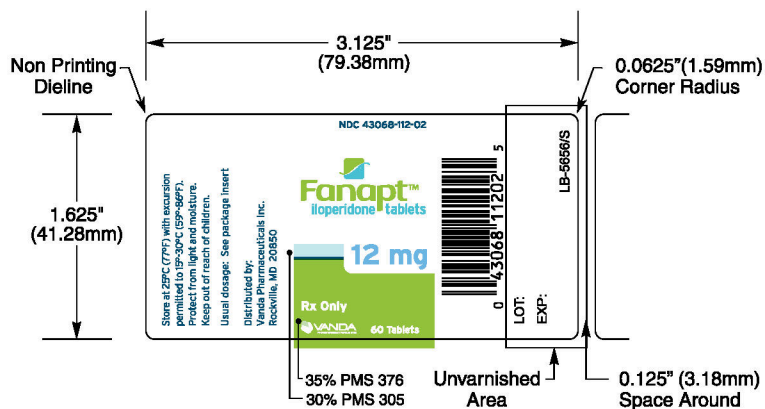 3.125"
(79.38mm)
Non Printing
Dieline
0.0625”(1.59mm)
Corner Radius
1.625"
(41.28mm)
NDC 43068-112-02
Fanapt™
iloperidone tablets
12 mg
Rx Only
VANDA
60 Tablets
Store at 25ºC (77ºF) with excursion
permitted to 15º-30ºC (59º-86ºF).
Protect from light and moisture.
Keep out of reach of children.
Usual dosage: See package insert
Distributed by:
Vanda Pharmaceuticals Inc.
Rockville, MD 20850
0 43068 11202 5
LOT:
EXP:
LB-5656/S
35% PMS 376
30% PMS 305
Unvarnished
Area
0.125” (3.18mm)
Space Around